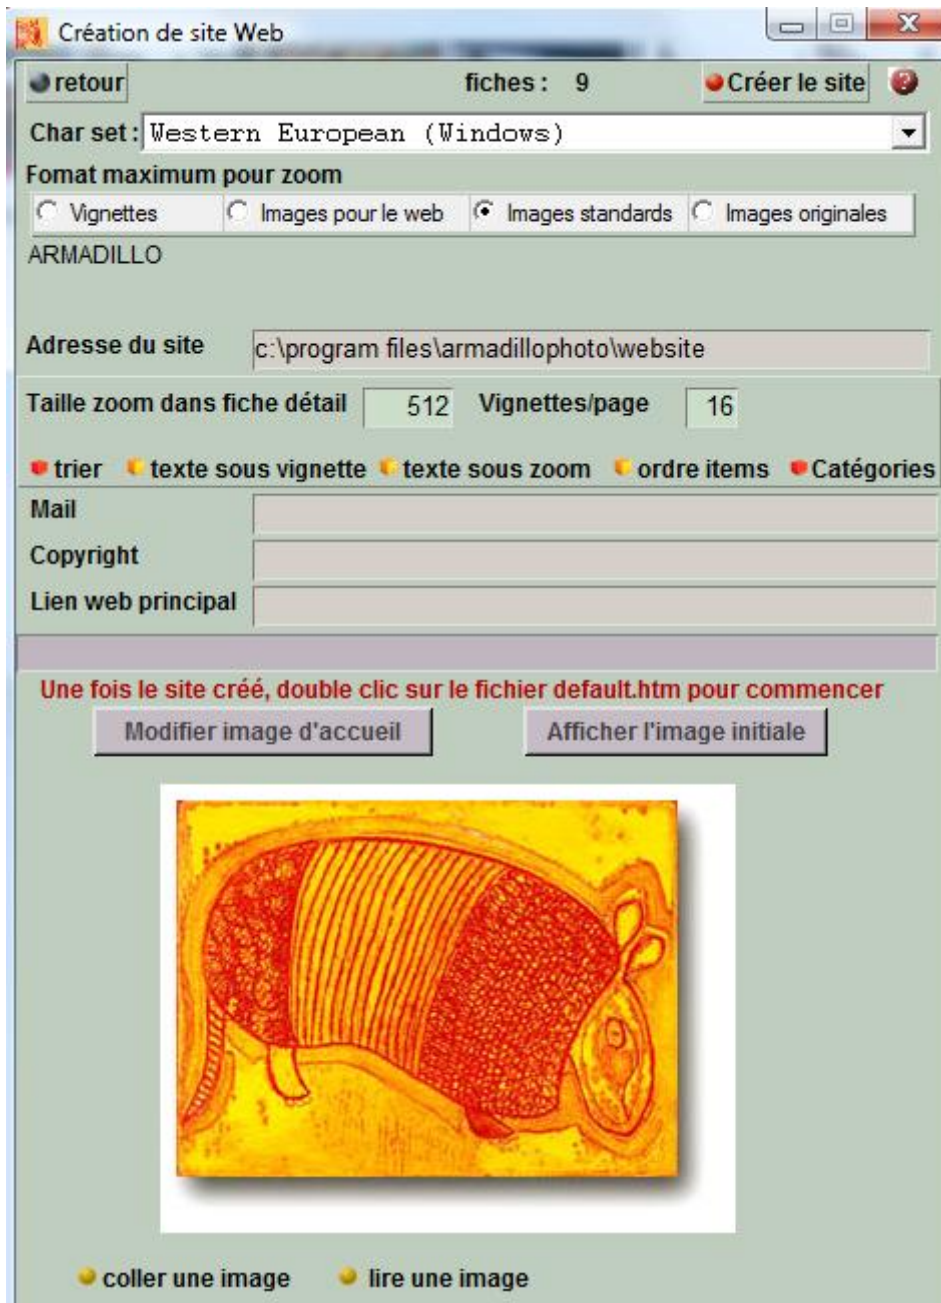 Création de site Web
retour fiches : 9 Créer le site ?
Char set : Western European (Windows)
Fomat maximum pour zoom
Vignettes Images pour le web Images standards Images originales
ARMADILLO
Adresse du site c:\program files\armadillophoto\website
Taille zoom dans fiche détail 512 Vignettes/page 16
trier texte sous vignette texte sous zoom ordre items Catégories
Mail
Copyright
Lien web principal
Une fois le site créé, double clic sur le fichier default.htm pour commencer
Modifier image d'accueil Afficher l'image initiale
coller une image lire une image